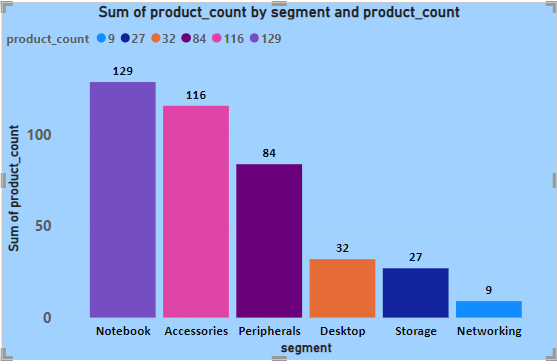 Sum of product_count by segment and product_count
product_count 9 27 32 84 116 129
129
116
84
32
27
9
100
50
0
Sum of product_count
Notebook Accessories Peripherals Desktop Storage Networking
segment